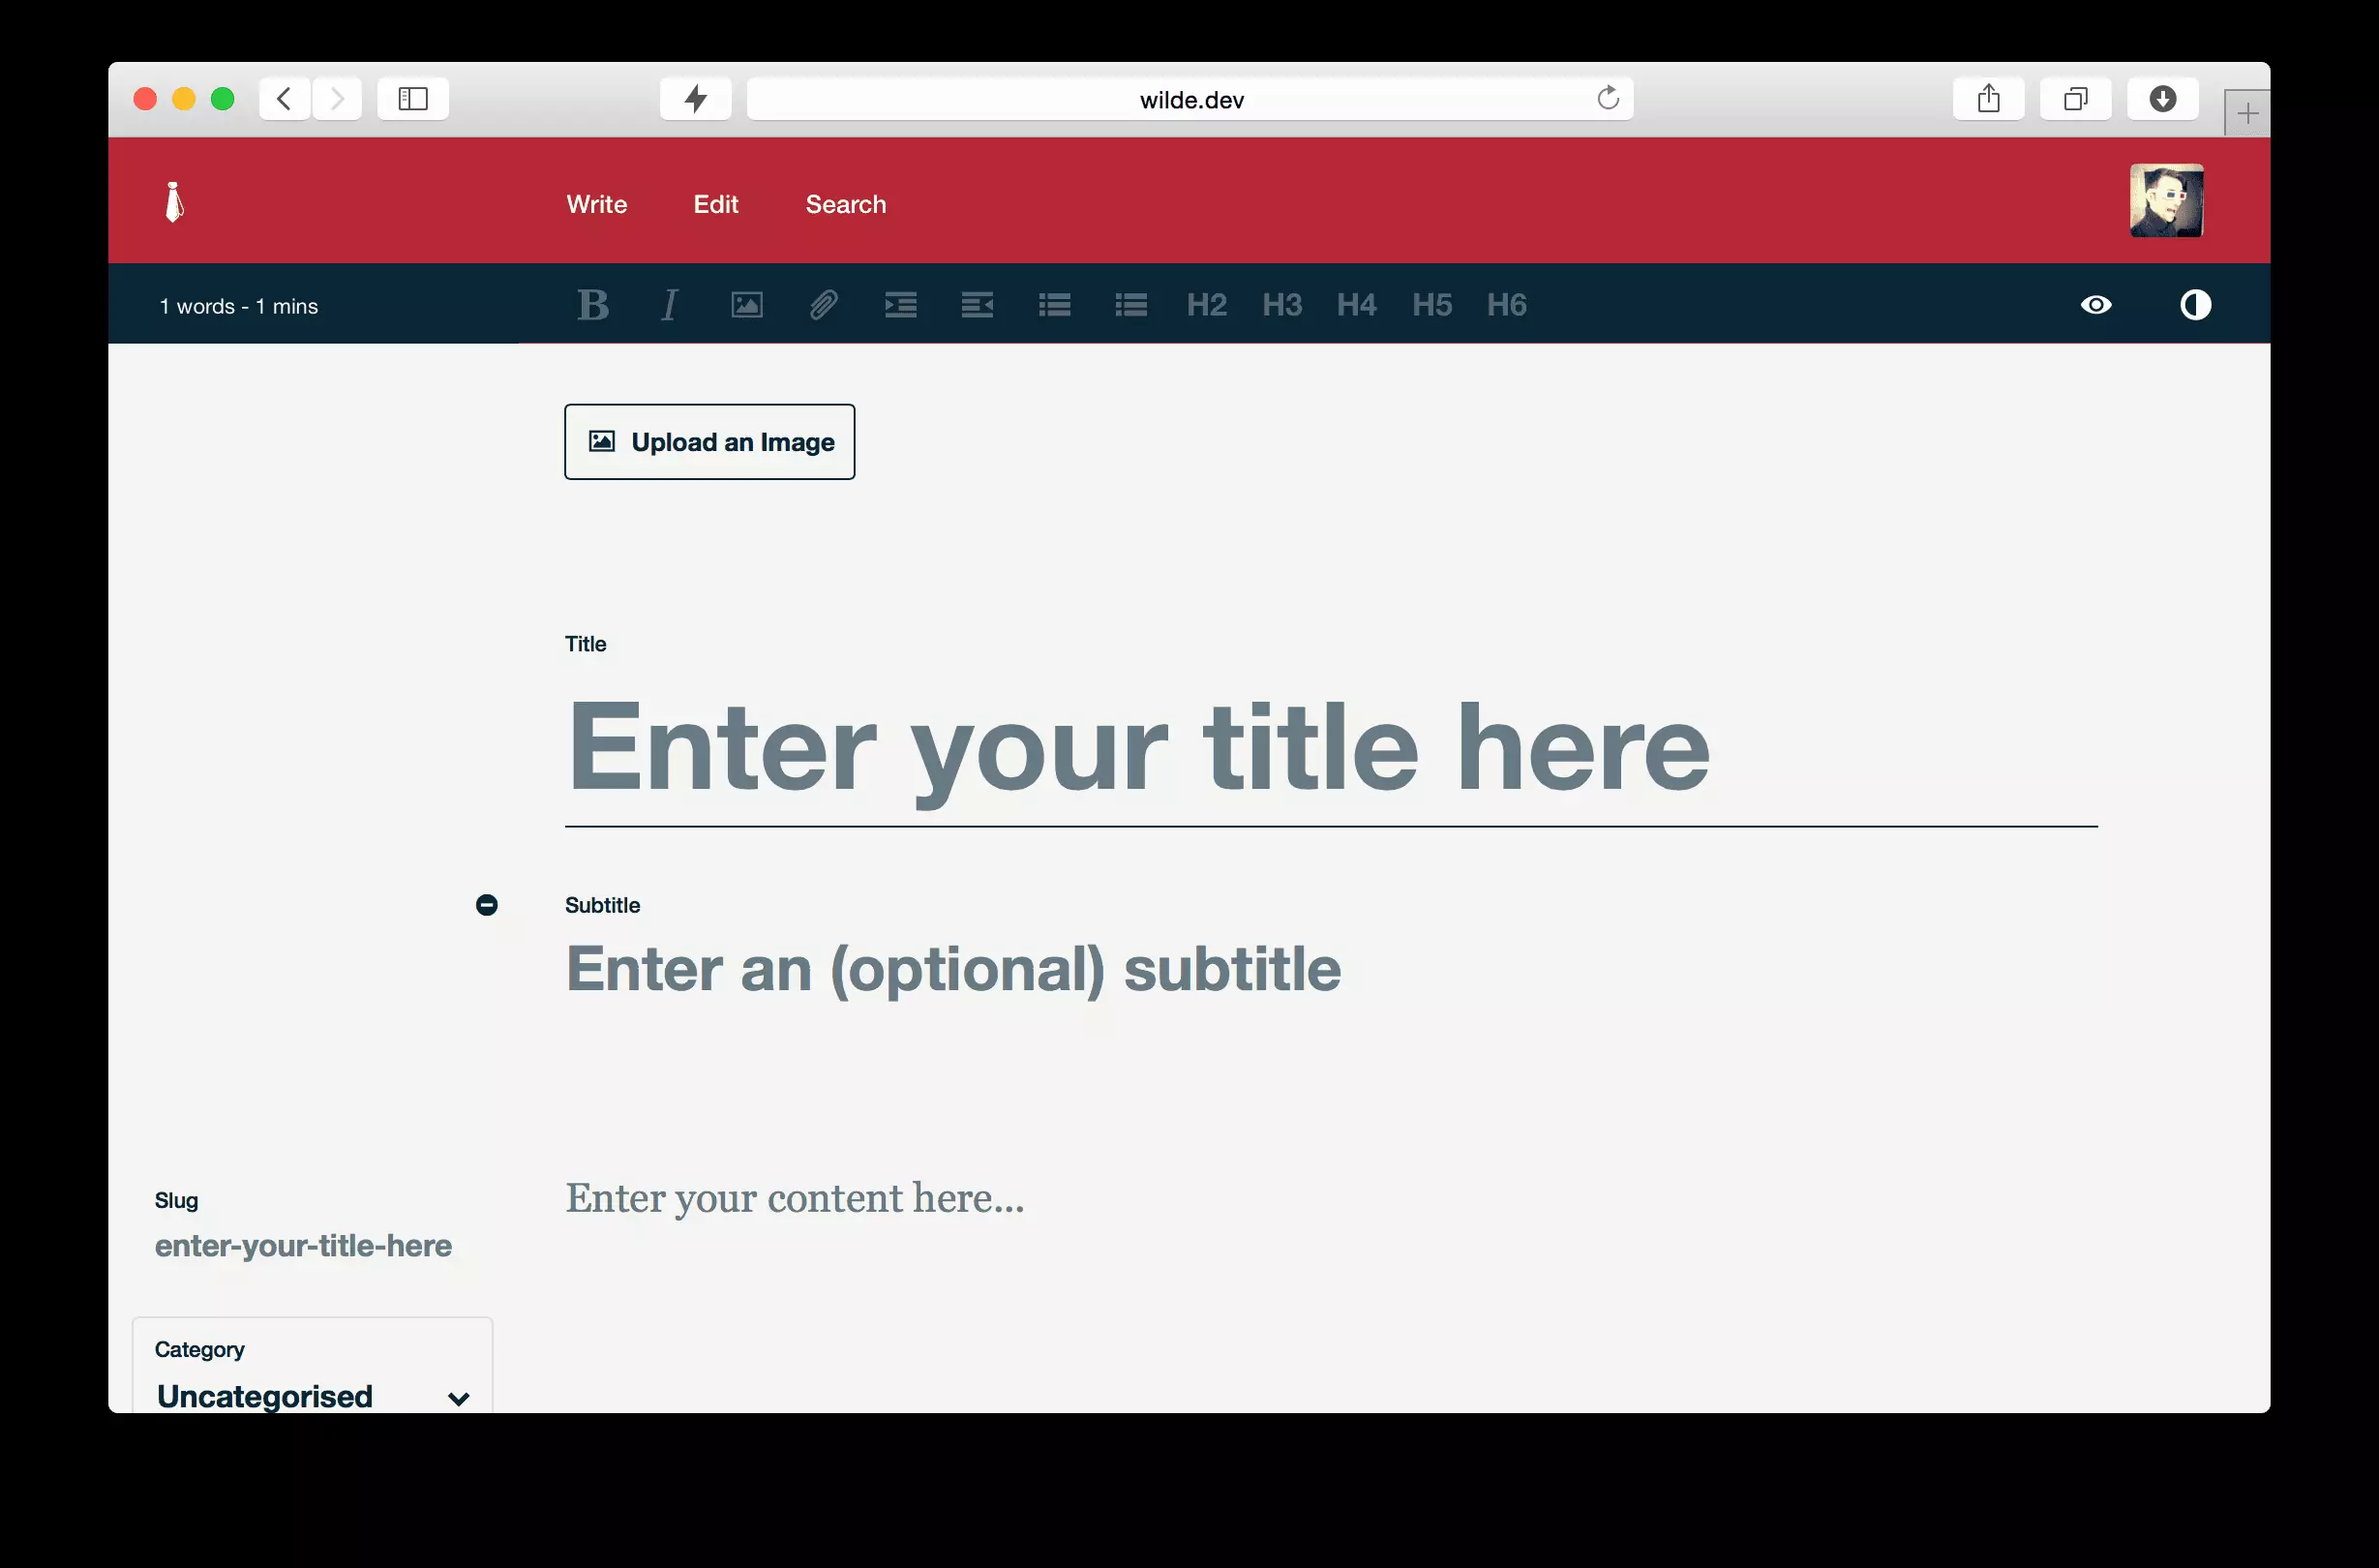 wilde.dev
Write Edit Search
1 words - 1 mins
B I H2 H3 H4 H5 H6
Upload an Image
Title
Enter your title here
Subtitle
Enter an (optional) subtitle
Enter your content here...
Slug
enter-your-title-here
Category
Uncategorised